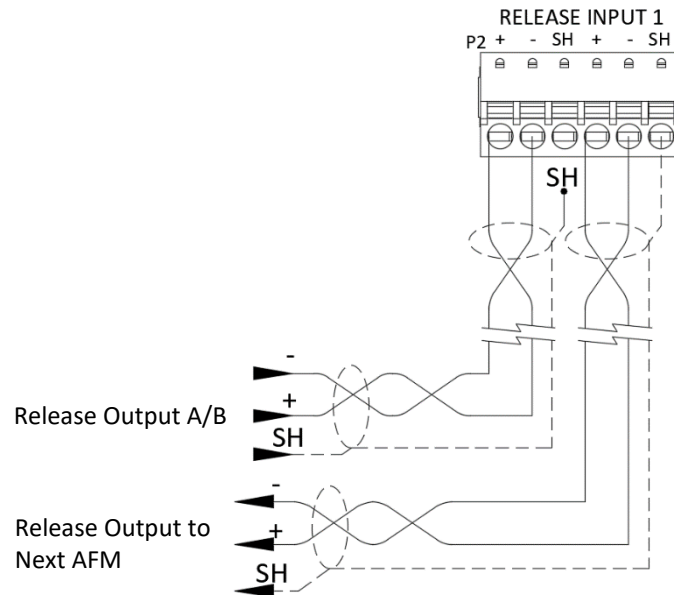 RELEASE INPUT 1
P2 + - SH + - SH
SH
-
Release Output A/B
+
SH
-
Release Output to
+
Next AFM
SH